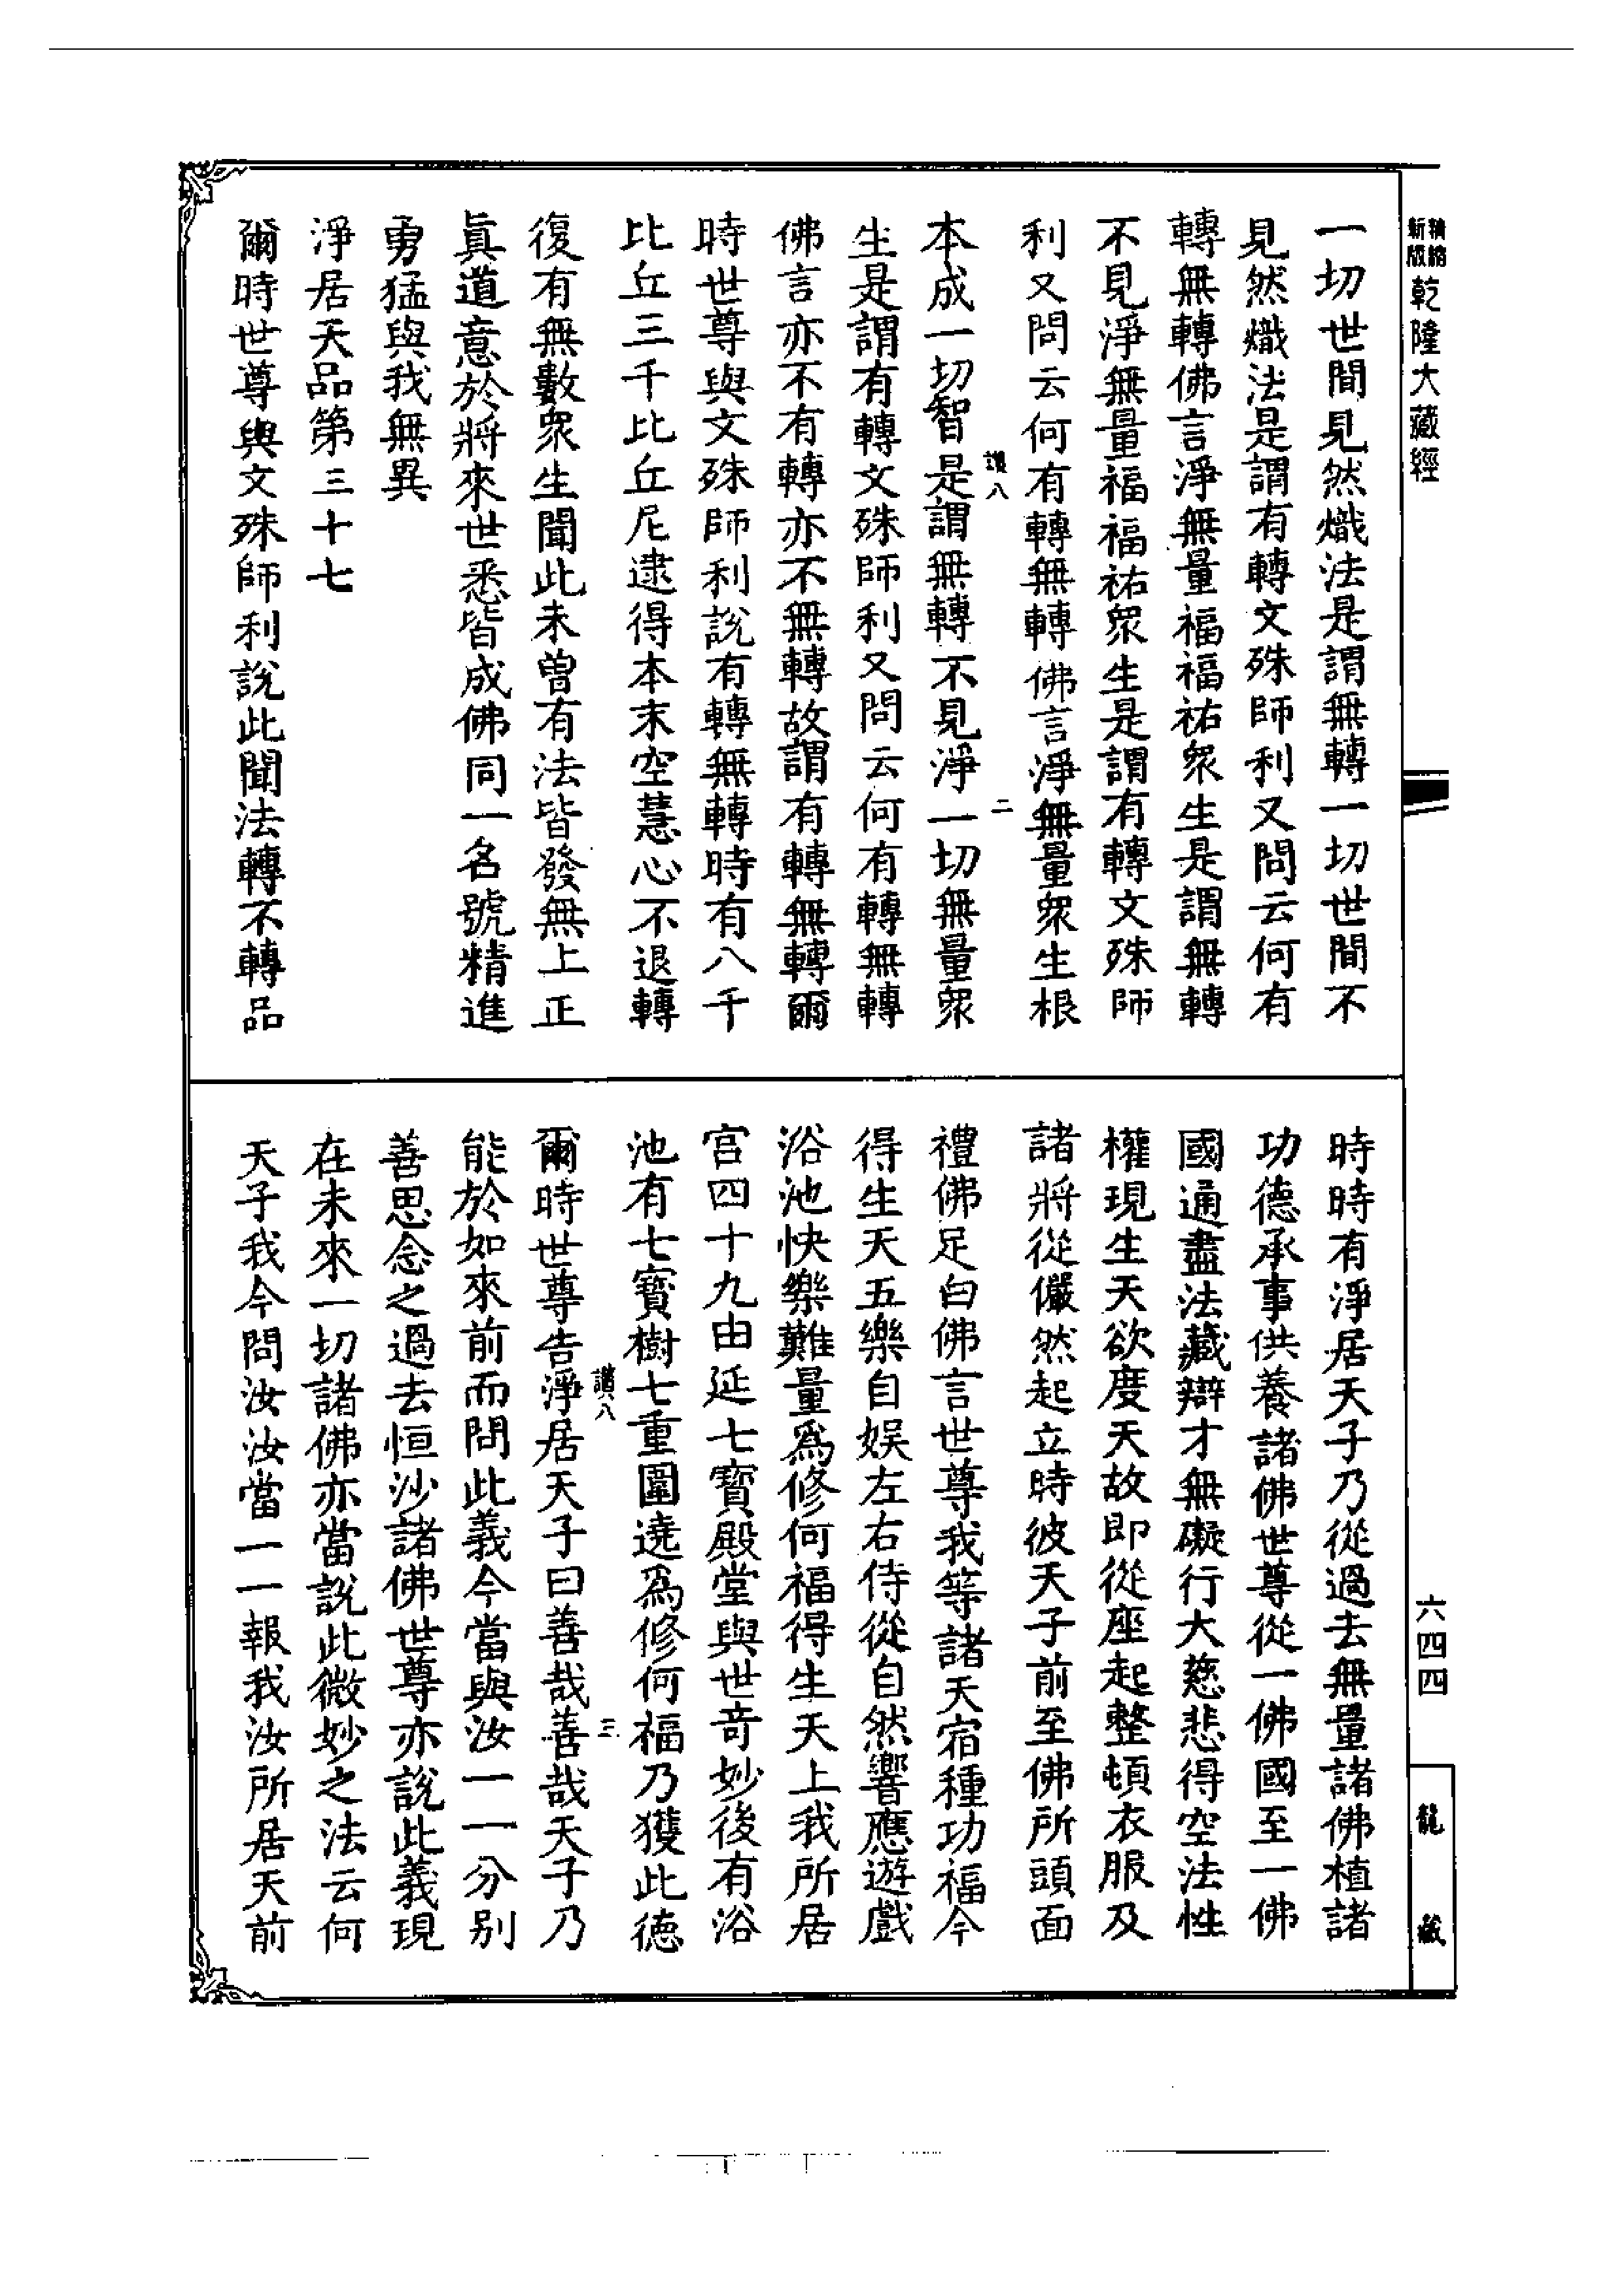 精縮新版
乾隆大藏經
一切世間見然熾法是謂無轉一切世間不
見然熾法是謂有轉文殊師利又問云何有
轉無轉佛言淨無量福福祐眾生是謂無轉
不見淨無量福福祐眾生是謂有轉文殊師
利又問云何有轉無轉佛言淨無量眾生根
讚八
二
本成一切智是謂無轉不見淨一切無量眾
生是謂有轉文殊師利又問云何有轉無轉
佛言亦不有轉亦不無轉故謂有轉無轉爾
時世尊與文殊師利說有轉無轉時有八千
比丘三千比丘尼逮得本末空慧心不退轉
復有無數眾生聞此未曾有法皆發無上正
真道意於將來世悉皆成佛同一名號精進
勇猛與我無異
淨居天品第三十七
爾時世尊與文殊師利說此聞法轉不轉品
時時有淨居天子乃從過去無量諸佛植諸
功德承事供養諸佛世尊從一佛國至一佛
國通盡法藏辯才無礙行大慈悲得空法性
權現生天欲度天故即從座起整頓衣服及
諸將從儼然起立時彼天子前至佛所頭面
禮佛足白佛言世尊我等諸天宿種功福今
得生天五樂自娛左右侍從自然響應遊戲
浴池快樂難量為修何福得生天上我所居
宮四十九由延七寶殿堂與世奇妙後有浴
池有七寶樹七重圍遶為修何福乃獲此德
讚八
三
爾時世尊告淨居天子曰善哉善哉天子乃
能於如來前而問此義今當與汝一一分別
善思念之過去恒沙諸佛世尊亦說此義現
在未來一切諸佛亦當說此微妙之法云何
天子我今問汝汝當一一報我汝所居天前
六四四
龍藏